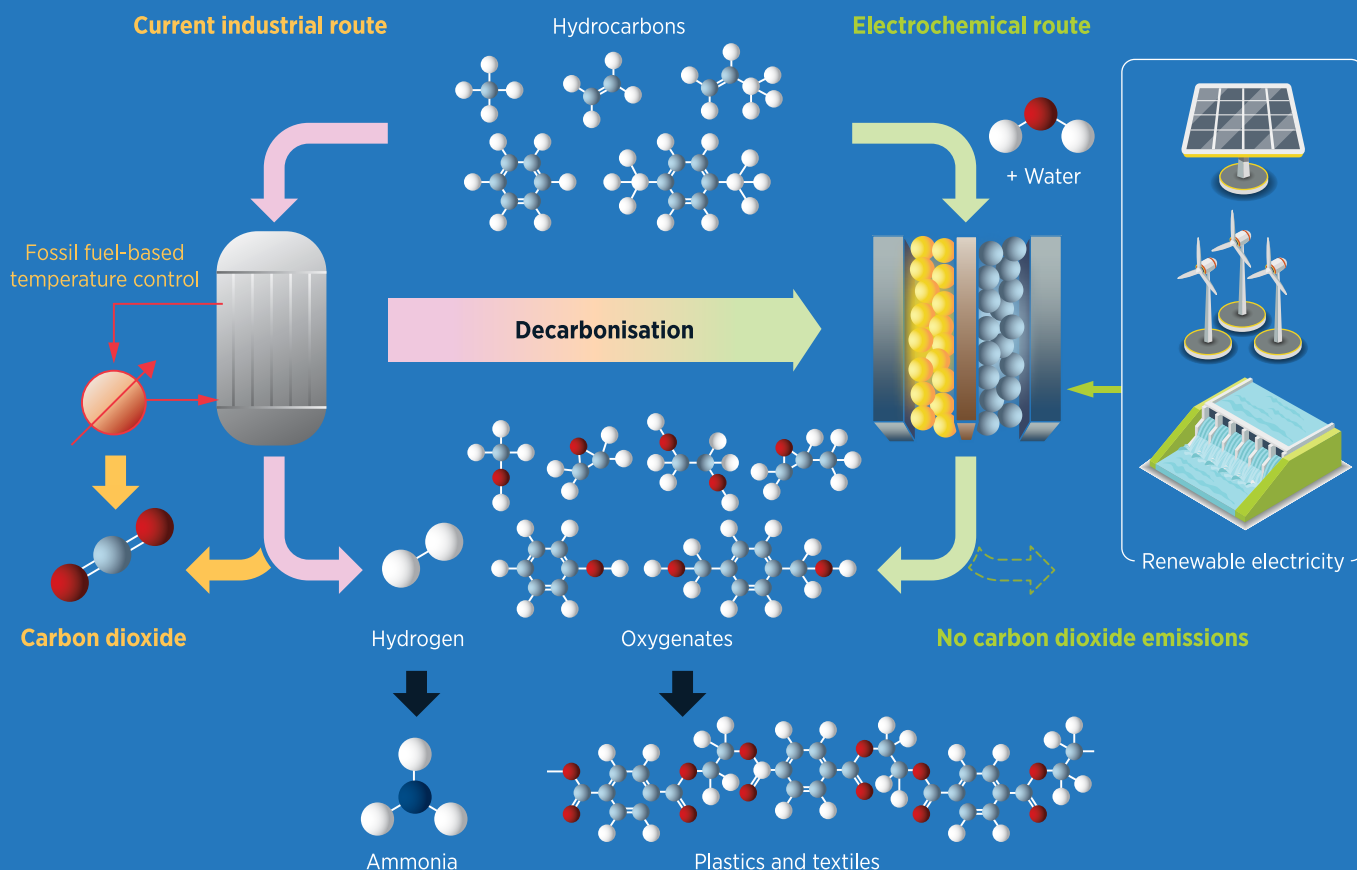 Current industrial route
Hydrocarbons
Electrochemical route
+ Water
Fossil fuel-based
temperature control
Decarbonisation
Renewable electricity
Carbon dioxide
Hydrogen
Oxygenates
No carbon dioxide emissions
Ammonia
Plastics and textiles